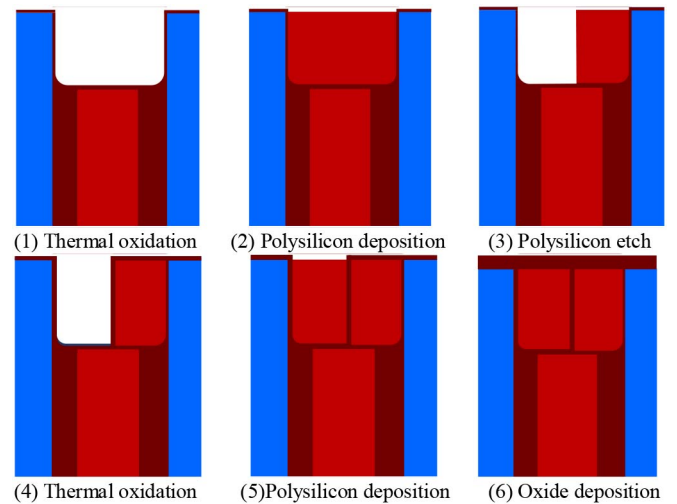 (1) Thermal oxidation (2) Polysilicon deposition (3) Polysilicon etch
(4) Thermal oxidation (5)Polysilicon deposition (6) Oxide deposition